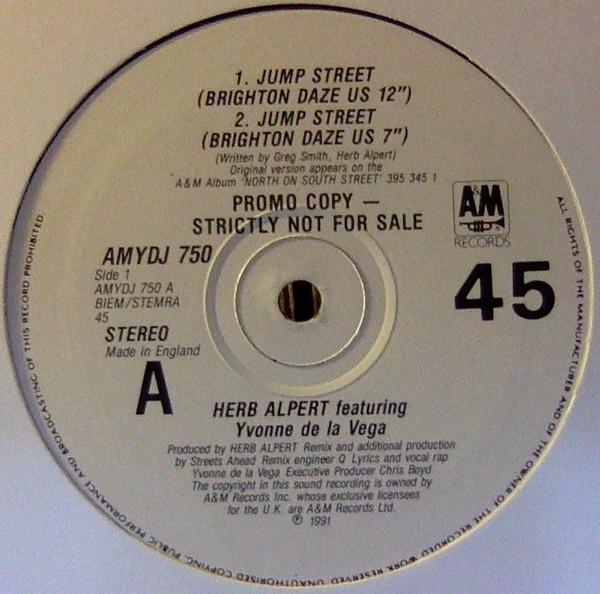 1. JUMP STREET
(BRIGHTON DAZE US 12")
2. JUMP STREET
(BRIGHTON DAZE US 7")
(Written by Greg Smith, Herb Alpert)
Original version appears on the
A&M Album 'NORTH ON SOUTH STREET' 395 345 1
PROMO COPY —
STRICTLY NOT FOR SALE
A&M
RECORDS
AMYDJ 750
Side 1
AMYDJ 750 A
BIEM/STEMRA
45
STEREO
Made in England
A
45
HERB ALPERT featuring
Yvonne de la Vega
Produced by HERB ALPERT Remix and additional production
by Streets Ahead Remix engineer Q Lyrics and vocal rap
Yvonne de la Vega Executive Producer Chris Boyd
The copyright in this sound recording is owned by
A&M Records Inc. whose exclusive licensees
for the U.K. are A&M Records Ltd.
℗ 1991
ALL RIGHTS OF THE MANUFACTURER AND OF THE OWNER OF THE RECORDED WORK RESERVED UNAUTHORISED COPYING, PUBLIC PERFORMANCE AND BROADCASTING OF THIS RECORD PROHIBITED.